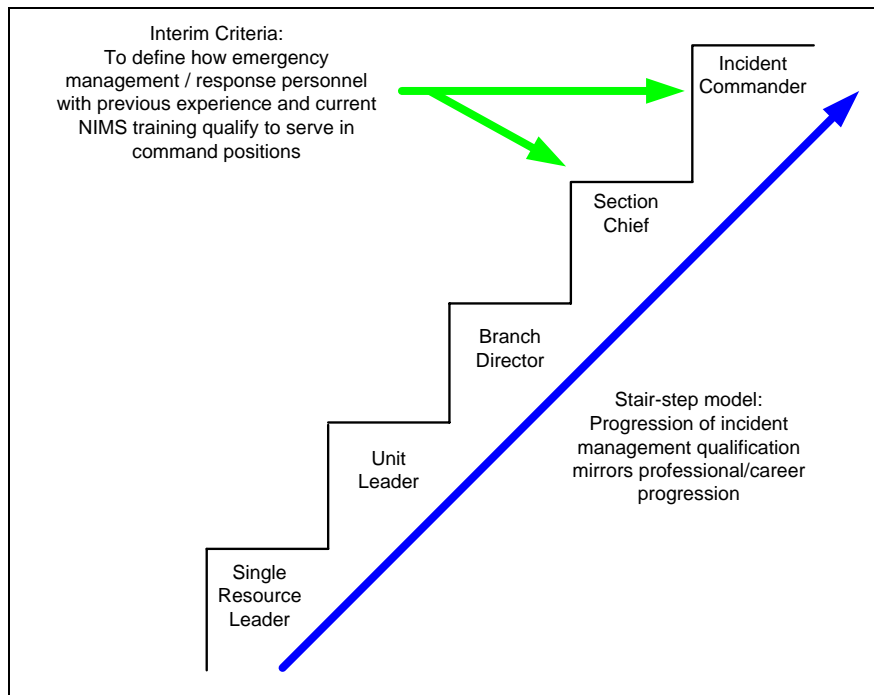 Interim Criteria:
To define how emergency
management / response personnel
with previous experience and current
NIMS training qualify to serve in
command positions
Incident
Commander
Section
Chief
Branch
Director
Stair-step model:
Progression of incident
management qualification
mirrors professional/career
progression
Unit
Leader
Single
Resource
Leader